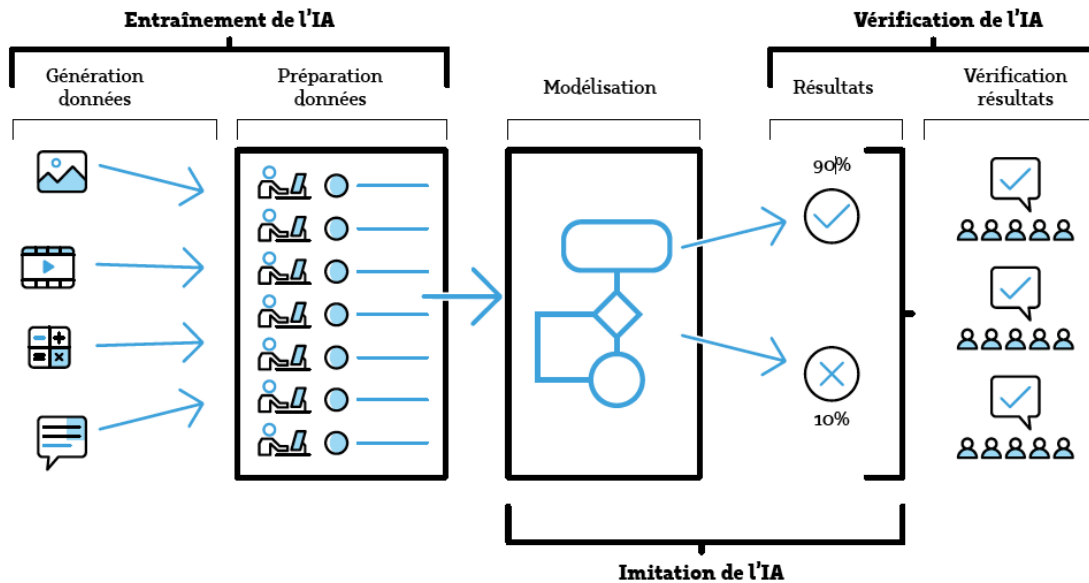 Entraînement de l'IA
Vérification de l'IA
Génération
données
Préparation
données
Modélisation
Résultats
Vérification
résultats
90%
10%
Imitation de l'IA